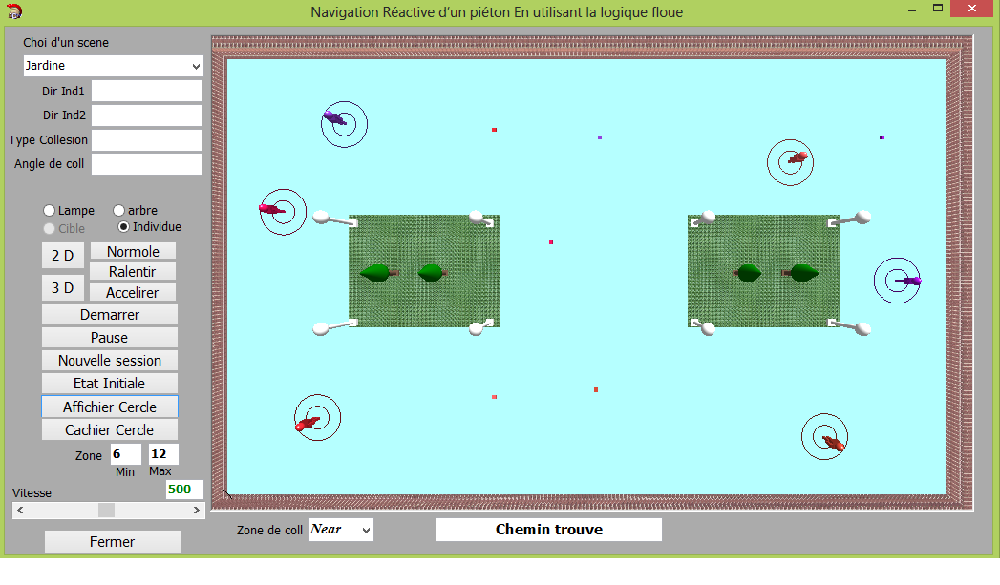 Navigation Réactive d'un piéton En utilisant la logique floue
Choi d'un scene
Jardine
Dir Ind1
Dir Ind2
Type Collesion
Angle de coll
Lampe arbre
Cible Individue
2 D Normole
Ralentir
3 D Accelirer
Demarrer
Pause
Nouvelle session
Etat Initiale
Affichier Cercle
Cachier Cercle
Zone 6 12
Min Max
Vitesse 500
Fermer
Zone de coll Near Chemin trouve